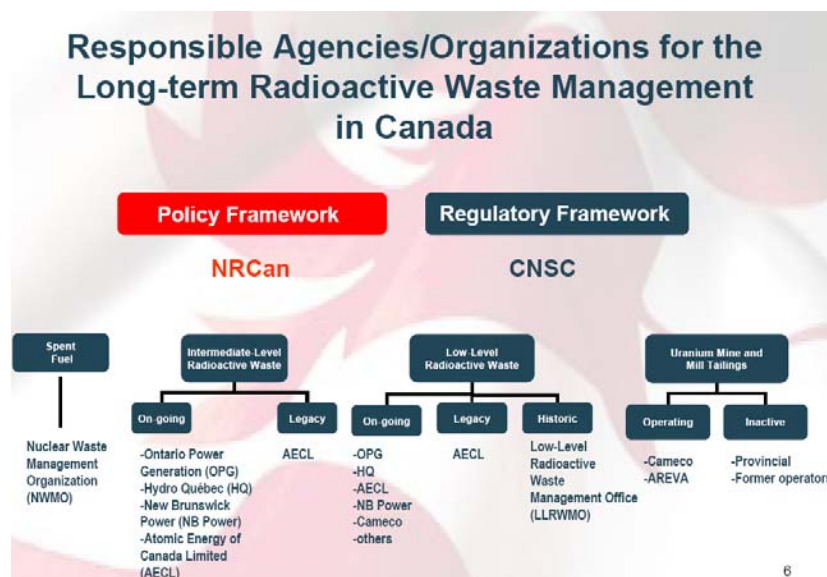 Responsible Agencies/Organizations for the
Long-term Radioactive Waste Management
in Canada
Policy Framework
Regulatory Framework
NRCan
CNSC
Spent
Fuel
Nuclear Waste
Management
Organization
(NWMO)
Intermediate-Level
Radioactive Waste
On-going
-Ontario Power
Generation (OPG)
-Hydro Québec (HQ)
-New Brunswick
Power (NB Power)
-Atomic Energy of
Canada Limited
(AECL)
Legacy
AECL
Low-Level
Radioactive Waste
On-going
-OPG
-HQ
-AECL
-NB Power
-Cameco
-others
Legacy
AECL
Historic
Low-Level
Radioactive
Waste
Management Office
(LLRWMO)
Uranium Mine and
Mill Tailings
Operating
-Cameco
-AREVA
Inactive
-Provincial
-Former operators
6